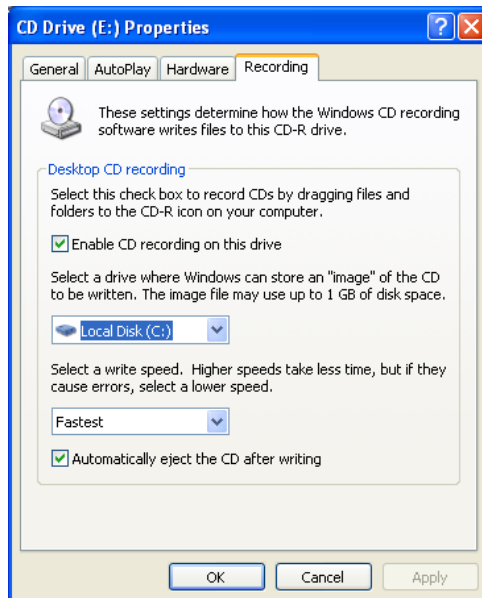 CD Drive (E:) Properties
General AutoPlay Hardware Recording
These settings determine how the Windows CD recording
software writes files to this CD-R drive.
Desktop CD recording
Select this check box to record CDs by dragging files and
folders to the CD-R icon on your computer.
Enable CD recording on this drive
Select a drive where Windows can store an "image" of the CD
to be written. The image file may use up to 1 GB of disk space.
Local Disk (C:)
Select a write speed. Higher speeds take less time, but if they
cause errors, select a lower speed.
Fastest
Automatically eject the CD after writing
OK Cancel Apply